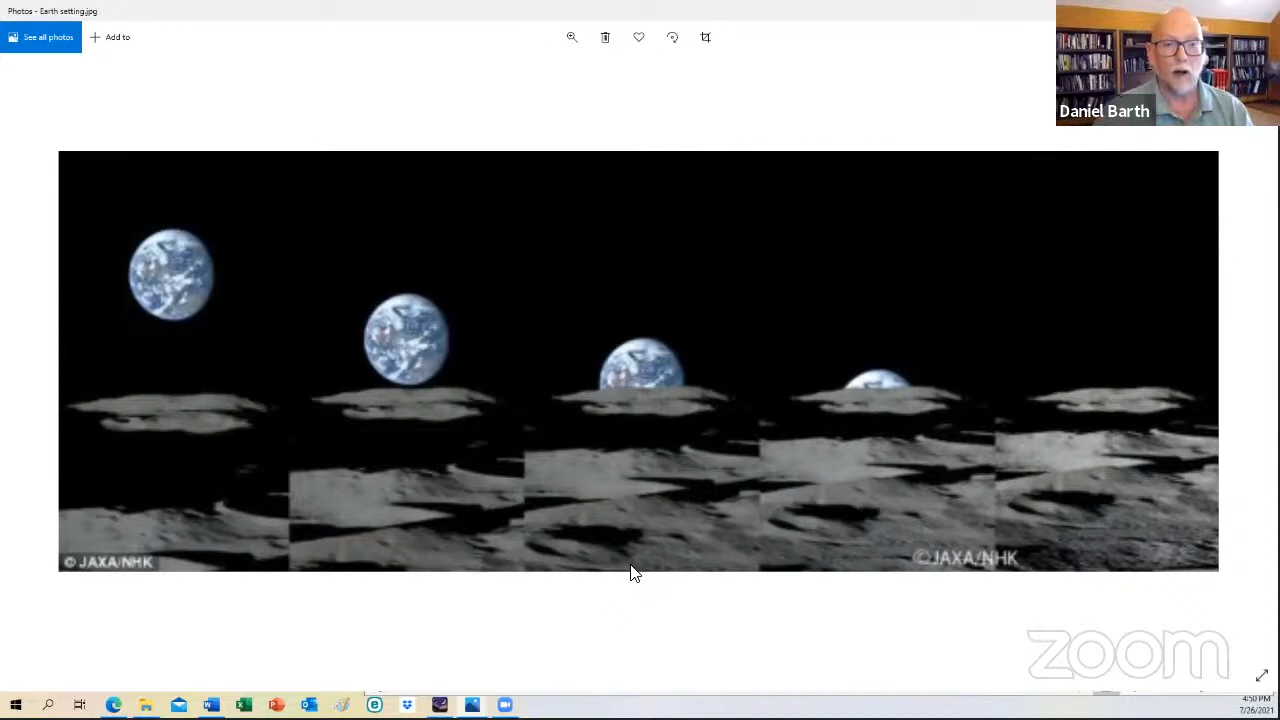 Photos - Earth setting.jpg
See all photos
Add to
Daniel Barth
© JAXA/NHK
©JAXA/NHK
zoom
4:50 PM
7/26/2021